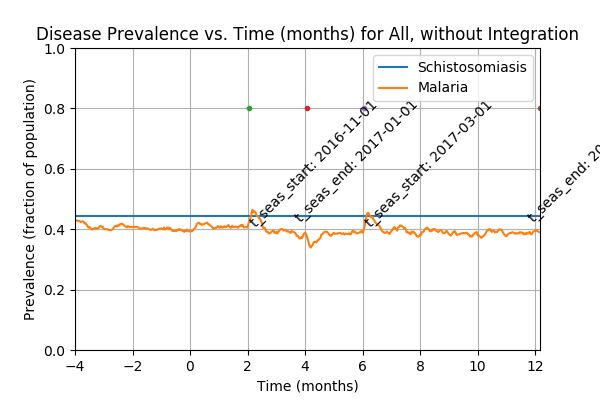 Disease Prevalence vs. Time (months) for All, without Integration
1.0
0.8
0.6
0.4
0.2
0.0
Prevalence (fraction of population)
Schistosomiasis
Malaria
t_seas_start: 2016-11-01
t_seas_end: 2017-01-01
t_seas_start: 2017-03-01
t_seas_end: 20
−4 −2 0 2 4 6 8 10 12
Time (months)